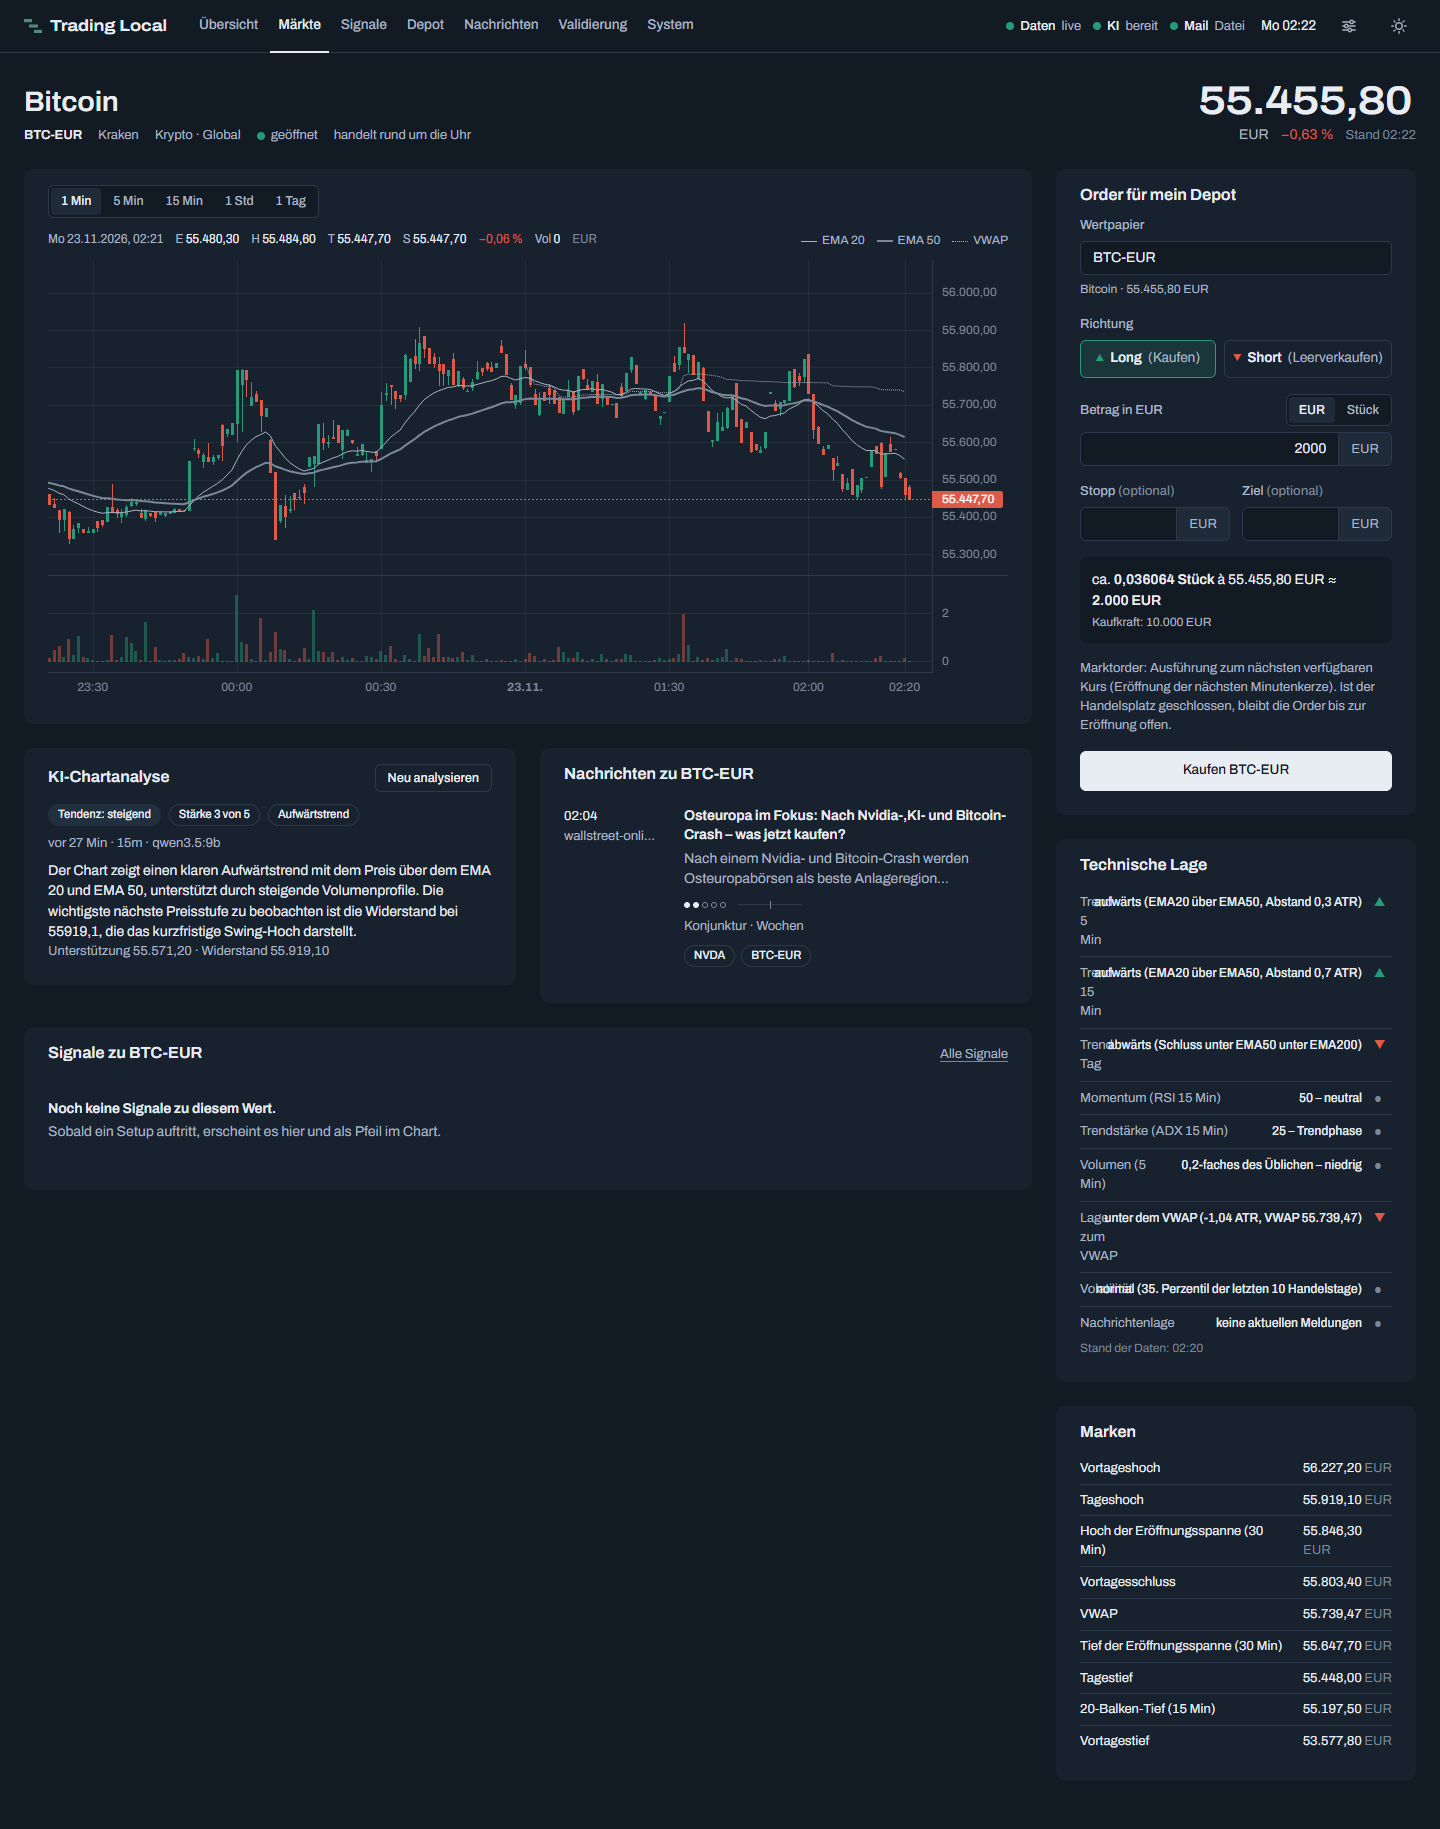 Trading Local
Übersicht Märkte Signale Depot Nachrichten Validierung System
Daten live KI bereit Mail Datei Mo 02:22
Bitcoin
55.455,80
BTC-EUR Kraken Krypto · Global geöffnet handelt rund um die Uhr
EUR −0,63 % Stand 02:22
1 Min 5 Min 15 Min 1 Std 1 Tag
Mo 23.11.2026, 02:21 E 55.480,30 H 55.484,60 T 55.447,70 S 55.447,70 −0,06 % Vol 0 EUR
EMA 20 EMA 50 VWAP
56.000,00
55.900,00
55.800,00
55.700,00
55.600,00
55.500,00
55.447,70
55.400,00
55.300,00
2
0
23:30 00:00 00:30 23.11. 01:30 02:00 02:20
Order für mein Depot
Wertpapier
BTC-EUR
Bitcoin · 55.455,80 EUR
Richtung
Long (Kaufen) Short (Leerverkaufen)
Betrag in EUR EUR Stück
2000 EUR
Stopp (optional) Ziel (optional)
EUR EUR
ca. 0,036064 Stück à 55.455,80 EUR ≈
2.000 EUR
Kaufkraft: 10.000 EUR
Marktorder: Ausführung zum nächsten verfügbaren
Kurs (Eröffnung der nächsten Minutenkerze). Ist der
Handelsplatz geschlossen, bleibt die Order bis zur
Eröffnung offen.
Kaufen BTC-EUR
KI-Chartanalyse
Neu analysieren
Tendenz: steigend Stärke 3 von 5 Aufwärtstrend
vor 27 Min · 15m · qwen3.5:9b
Der Chart zeigt einen klaren Aufwärtstrend mit dem Preis über dem EMA
20 und EMA 50, unterstützt durch steigende Volumenprofile. Die
wichtigste nächste Preisstufe zu beobachten ist die Widerstand bei
55919,1, die das kurzfristige Swing-Hoch darstellt.
Unterstützung 55.571,20 · Widerstand 55.919,10
Nachrichten zu BTC-EUR
02:04
wallstreet-onli…
Osteuropa im Fokus: Nach Nvidia-,KI- und Bitcoin-
Crash – was jetzt kaufen?
Nach einem Nvidia- und Bitcoin-Crash werden
Osteuropabörsen als beste Anlageregion…
Konjunktur · Wochen
NVDA BTC-EUR
Signale zu BTC-EUR
Alle Signale
Noch keine Signale zu diesem Wert.
Sobald ein Setup auftritt, erscheint es hier und als Pfeil im Chart.
Technische Lage
Trend aufwärts (EMA20 über EMA50, Abstand 0,3 ATR)
5
Min
Trend aufwärts (EMA20 über EMA50, Abstand 0,7 ATR)
15
Min
Trend abwärts (Schluss unter EMA50 unter EMA200)
Tag
Momentum (RSI 15 Min) 50 – neutral
Trendstärke (ADX 15 Min) 25 – Trendphase
Volumen (5 0,2-faches des Üblichen – niedrig
Min)
Lage unter dem VWAP (-1,04 ATR, VWAP 55.739,47)
zum
VWAP
Volatilität normal (35. Perzentil der letzten 10 Handelstage)
Nachrichtenlage keine aktuellen Meldungen
Stand der Daten: 02:20
Marken
Vortageshoch 56.227,20 EUR
Tageshoch 55.919,10 EUR
Hoch der Eröffnungsspanne (30 55.846,30
Min) EUR
Vortagesschluss 55.803,40 EUR
VWAP 55.739,47 EUR
Tief der Eröffnungsspanne (30 Min) 55.647,70 EUR
Tagestief 55.448,00 EUR
20-Balken-Tief (15 Min) 55.197,50 EUR
Vortagestief 53.577,80 EUR